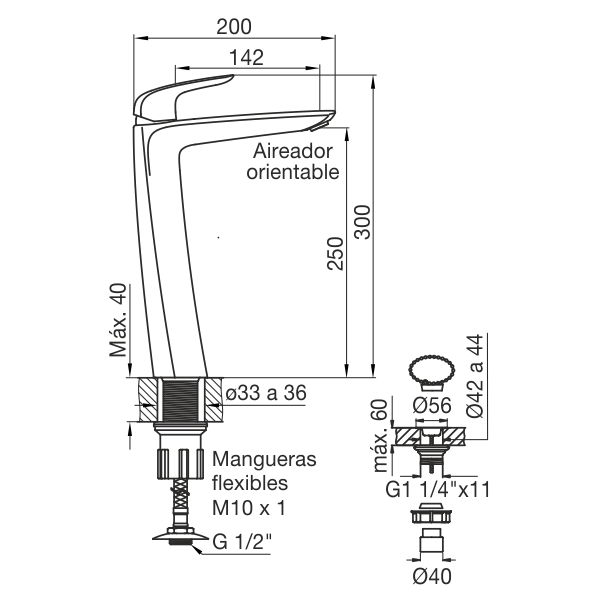 200
142
Aireador
orientable
300
250
Máx. 40
ø33 a 36
Ø42 a 44
Ø56
máx. 60
Mangueras
flexibles
M10 x 1
G1 1/4"x11
G 1/2"
Ø40